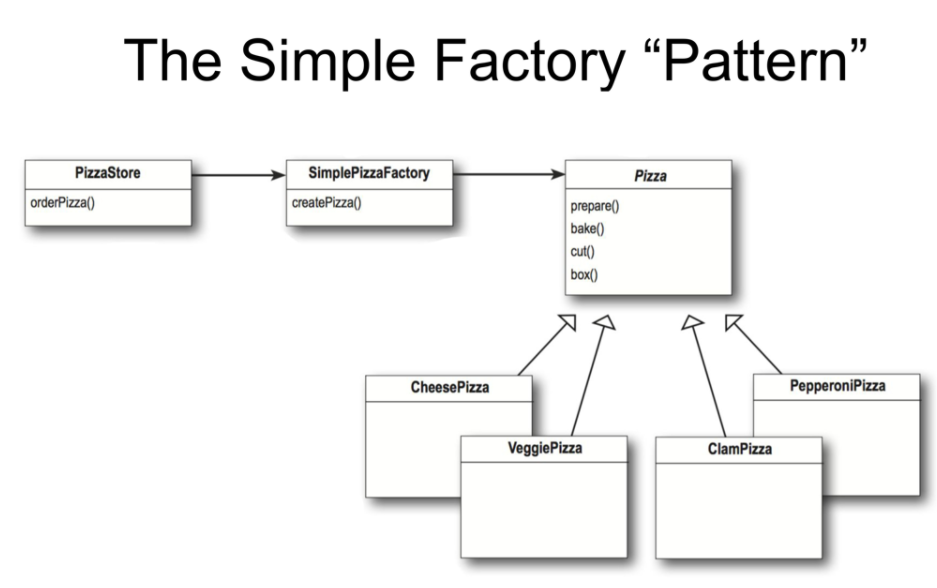 The Simple Factory “Pattern”
PizzaStore
orderPizza()
SimplePizzaFactory
createPizza()
Pizza
prepare()
bake()
cut()
box()
CheesePizza
VeggiePizza
ClamPizza
PepperoniPizza